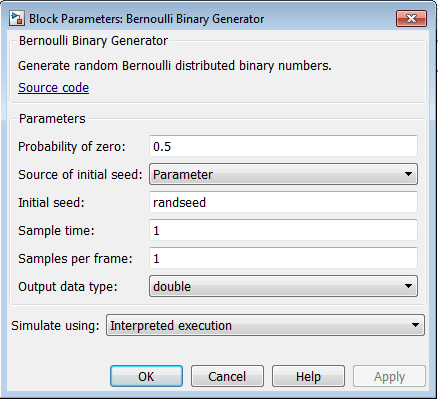 Block Parameters: Bernoulli Binary Generator
Bernoulli Binary Generator
Generate random Bernoulli distributed binary numbers.
Source code
Parameters
Probability of zero: 0.5
Source of initial seed: Parameter
Initial seed: randseed
Sample time: 1
Samples per frame: 1
Output data type: double
Simulate using: Interpreted execution
OK Cancel Help Apply